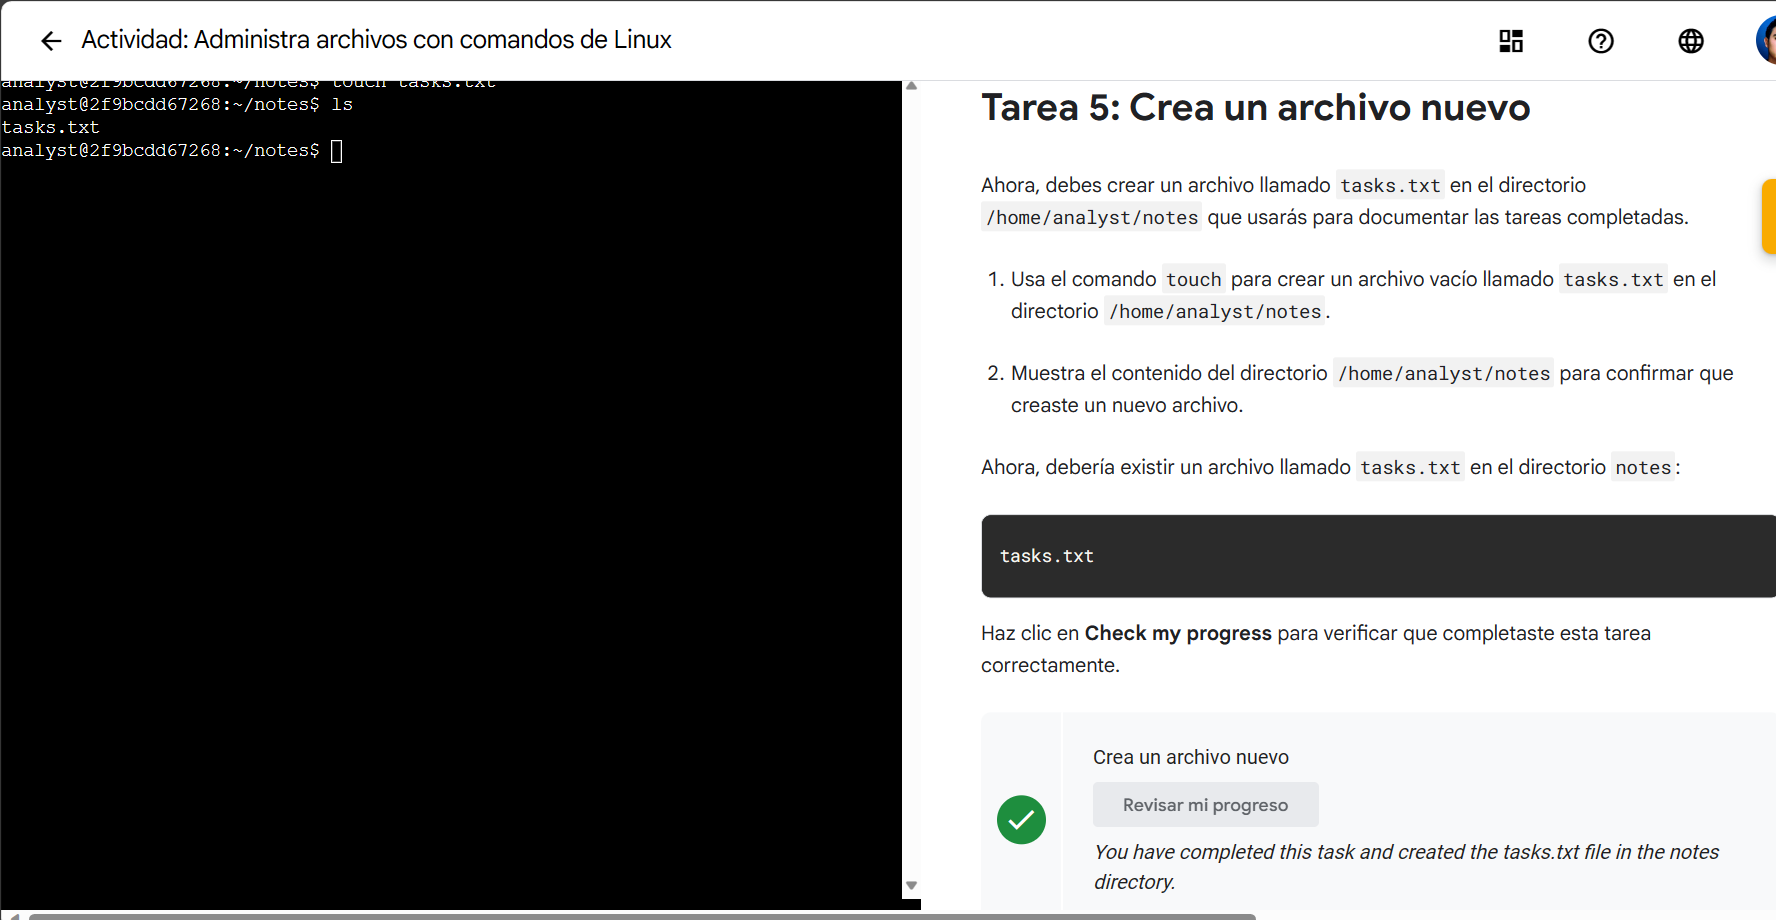 Actividad: Administra archivos con comandos de Linux
analyst@2f9bcdd67268:~/notes$ touch tasks.txt
analyst@2f9bcdd67268:~/notes$ ls
tasks.txt
analyst@2f9bcdd67268:~/notes$
Tarea 5: Crea un archivo nuevo
Ahora, debes crear un archivo llamado tasks.txt en el directorio
/home/analyst/notes que usarás para documentar las tareas completadas.
1. Usa el comando touch para crear un archivo vacío llamado tasks.txt en el
directorio /home/analyst/notes.
2. Muestra el contenido del directorio /home/analyst/notes para confirmar que
creaste un nuevo archivo.
Ahora, debería existir un archivo llamado tasks.txt en el directorio notes:
tasks.txt
Haz clic en Check my progress para verificar que completaste esta tarea
correctamente.
Crea un archivo nuevo
Revisar mi progreso
You have completed this task and created the tasks.txt file in the notes
directory.